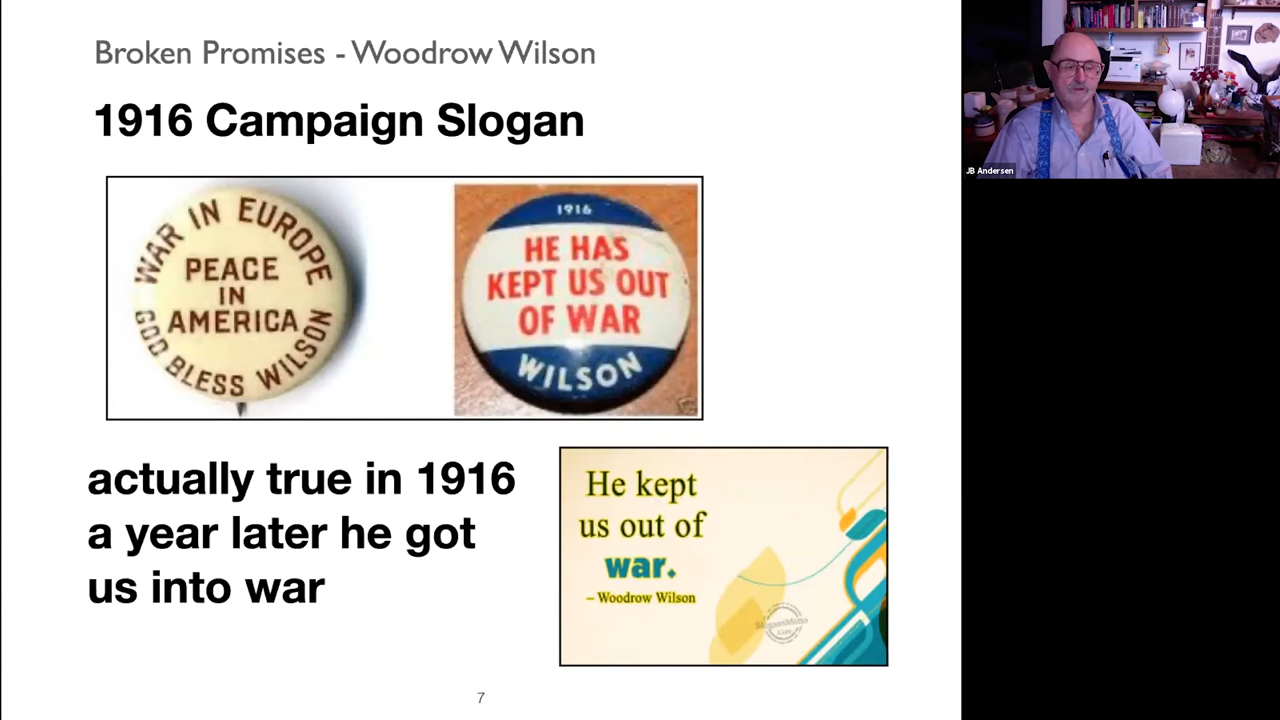 Broken Promises - Woodrow Wilson
1916 Campaign Slogan
WAR IN EUROPE
PEACE
IN
AMERICA
GOD BLESS WILSON
1916
HE HAS
KEPT US OUT
OF WAR
WILSON
actually true in 1916
a year later he got
us into war
He kept
us out of
war.
– Woodrow Wilson
7
JB Andersen